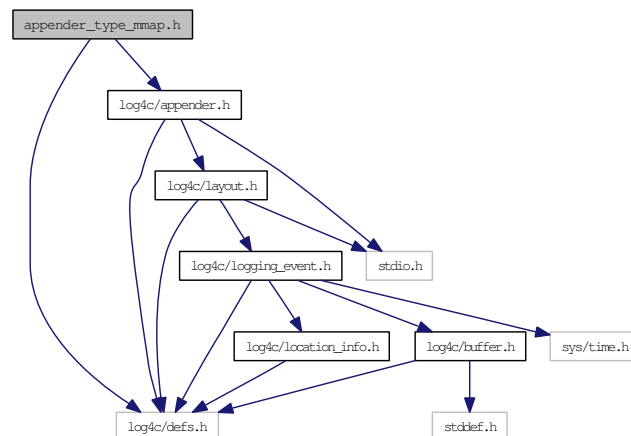 appender_type_mmap.h
log4c/appender.h
log4c/layout.h
log4c/logging_event.h
stdio.h
log4c/location_info.h
log4c/buffer.h
sys/time.h
log4c/defs.h
stddef.h